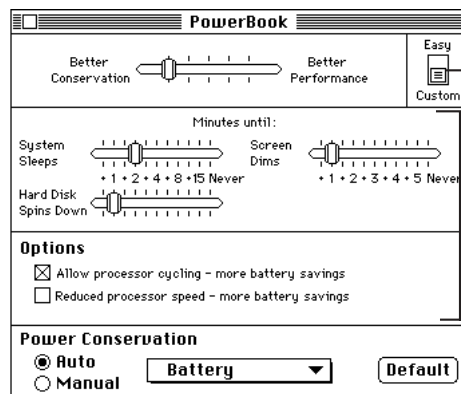 PowerBook
Better Conservation
Better Performance
Easy
Custom
Minutes until:
System Sleeps
Screen Dims
+ 1 + 2 + 4 + 8 +15 Never
+ 1 + 2 + 3 + 4 + 5 Never
Hard Disk Spins Down
Options
Allow processor cycling – more battery savings
Reduced processor speed – more battery savings
Power Conservation
Auto
Manual
Battery
Default